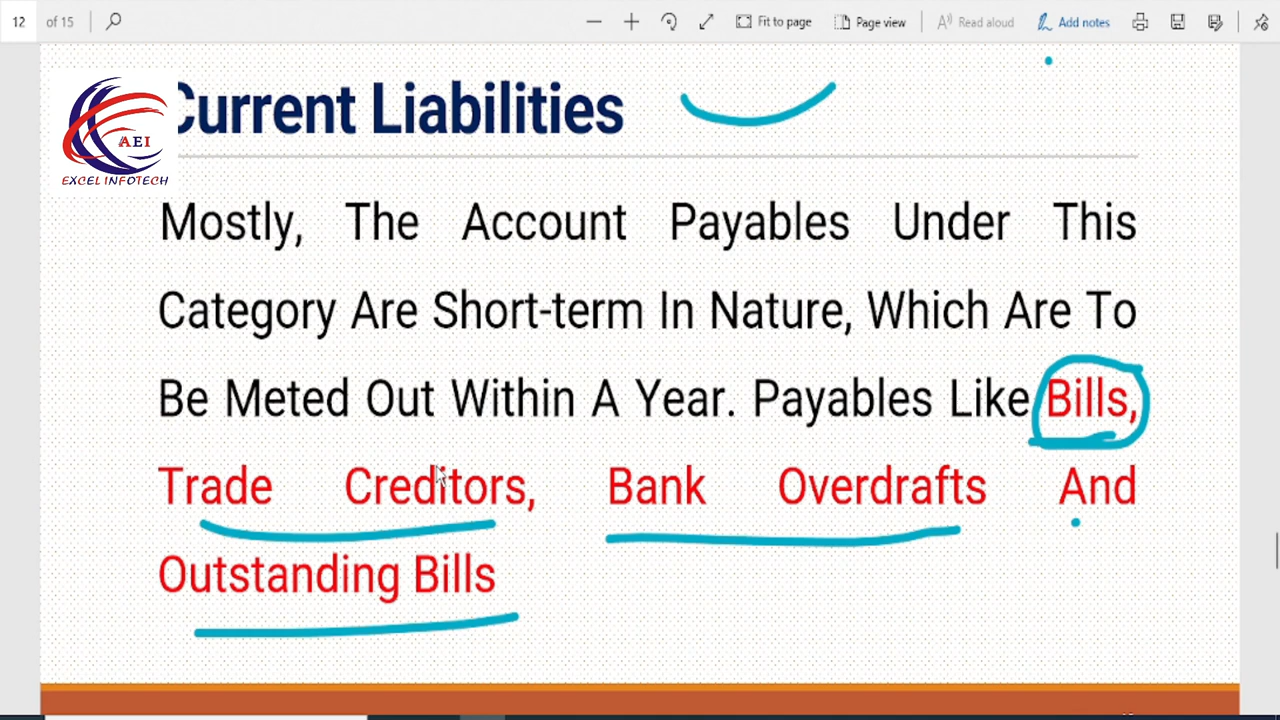 12 of 15 Fit to page Page view Read aloud Add notes
Current Liabilities
AEI
EXCEL INFOTECH
Mostly, The Account Payables Under This
Category Are Short-term In Nature, Which Are To
Be Meted Out Within A Year. Payables Like Bills,
Trade Creditors, Bank Overdrafts And
Outstanding Bills